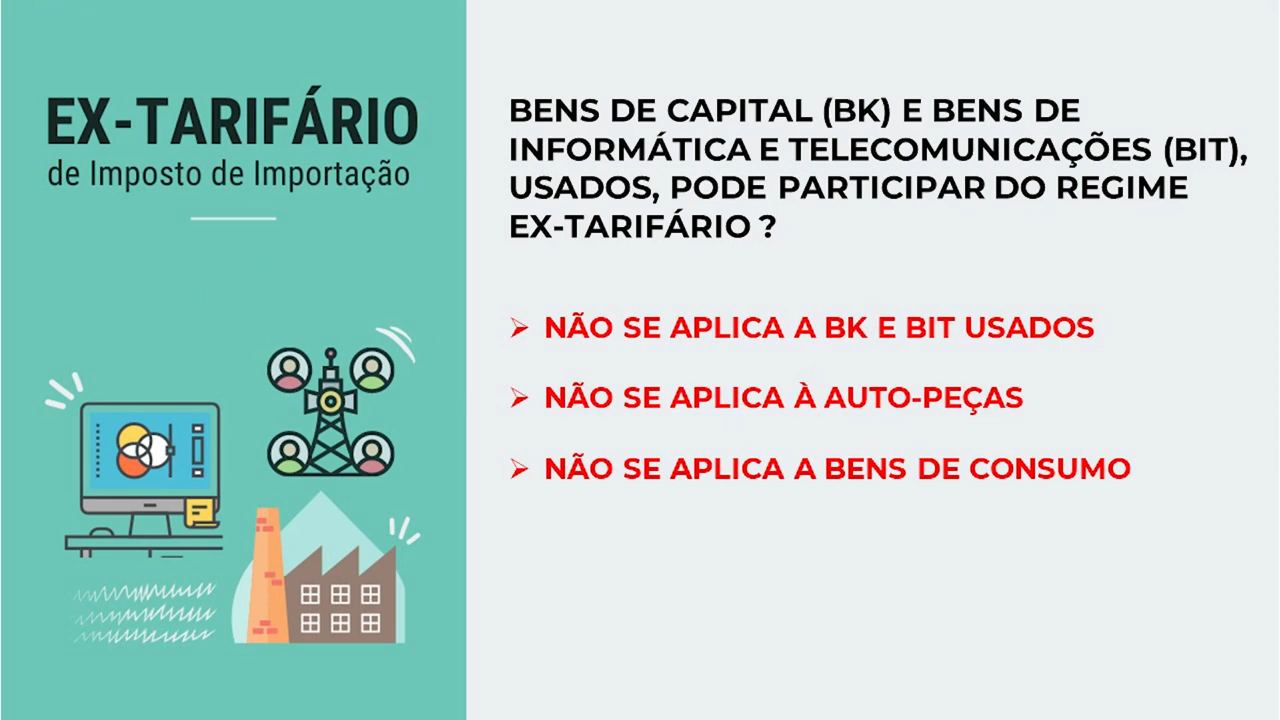 EX-TARIFÁRIO
de Imposto de Importação
BENS DE CAPITAL (BK) E BENS DE
INFORMÁTICA E TELECOMUNICAÇÕES (BIT),
USADOS, PODE PARTICIPAR DO REGIME
EX-TARIFÁRIO ?
➢ NÃO SE APLICA A BK E BIT USADOS
➢ NÃO SE APLICA À AUTO-PEÇAS
➢ NÃO SE APLICA A BENS DE CONSUMO